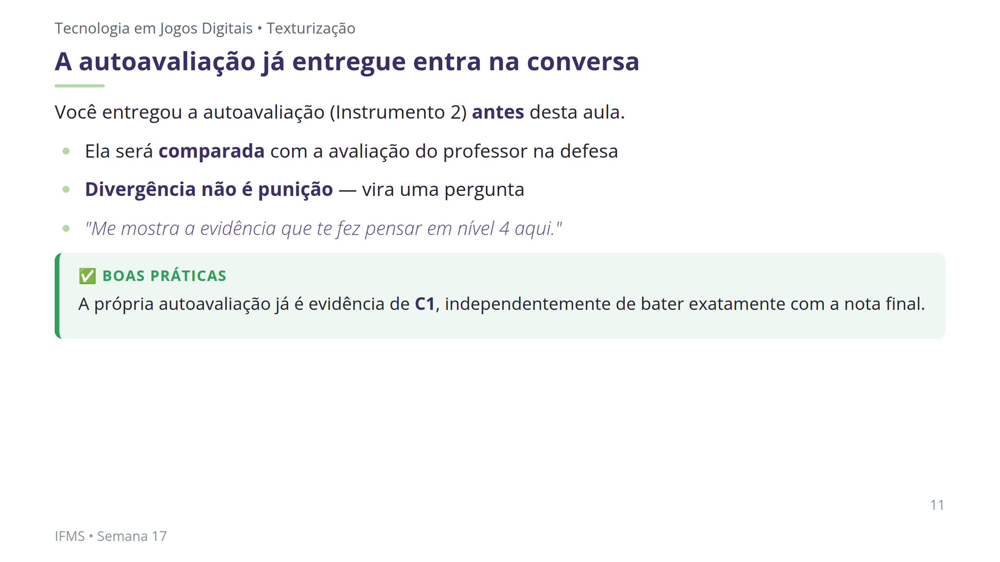 Tecnologia em Jogos Digitais • Texturização
A autoavaliação já entregue entra na conversa
Você entregou a autoavaliação (Instrumento 2) antes desta aula.
Ela será comparada com a avaliação do professor na defesa
Divergência não é punição — vira uma pergunta
"Me mostra a evidência que te fez pensar em nível 4 aqui."
✅ BOAS PRÁTICAS
A própria autoavaliação já é evidência de C1, independentemente de bater exatamente com a nota final.
11
IFMS • Semana 17